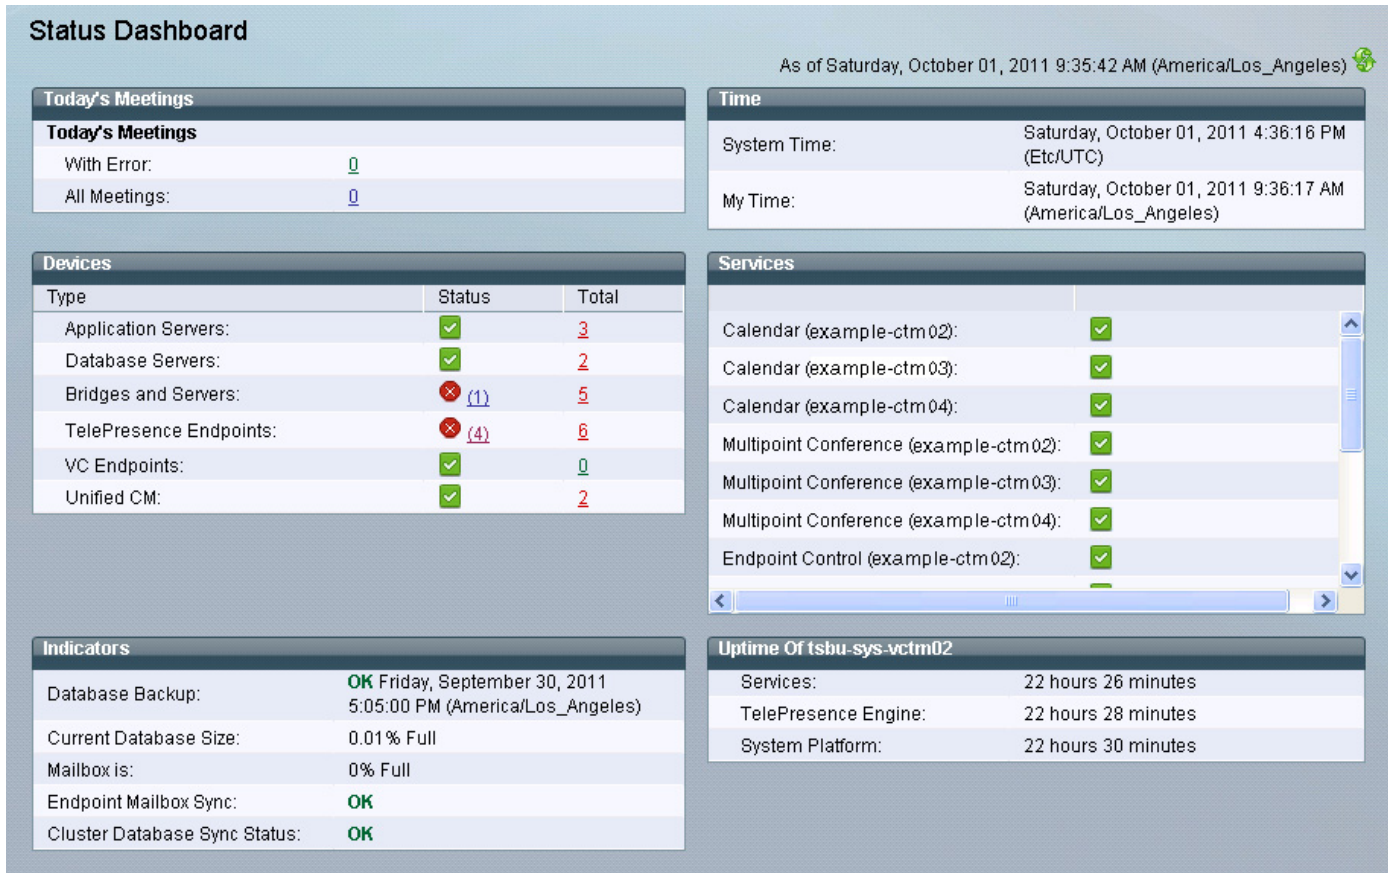 Status Dashboard
As of Saturday, October 01, 2011 9:35:42 AM (America/Los_Angeles)
Today's Meetings
Today's Meetings
With Error: 0
All Meetings: 0
Time
System Time: Saturday, October 01, 2011 4:36:16 PM
(Etc/UTC)
My Time: Saturday, October 01, 2011 9:36:17 AM
(America/Los_Angeles)
Devices
Type Status Total
Application Servers: 3
Database Servers: 2
Bridges and Servers: (1) 5
TelePresence Endpoints: (4) 6
VC Endpoints: 0
Unified CM: 2
Services
Calendar (example-ctm02):
Calendar (example-ctm03):
Calendar (example-ctm04):
Multipoint Conference (example-ctm02):
Multipoint Conference (example-ctm03):
Multipoint Conference (example-ctm04):
Endpoint Control (example-ctm02):
Indicators
Database Backup: OK Friday, September 30, 2011
5:05:00 PM (America/Los_Angeles)
Current Database Size: 0.01% Full
Mailbox is: 0% Full
Endpoint Mailbox Sync: OK
Cluster Database Sync Status: OK
Uptime Of tsbu-sys-vctm02
Services: 22 hours 26 minutes
TelePresence Engine: 22 hours 28 minutes
System Platform: 22 hours 30 minutes